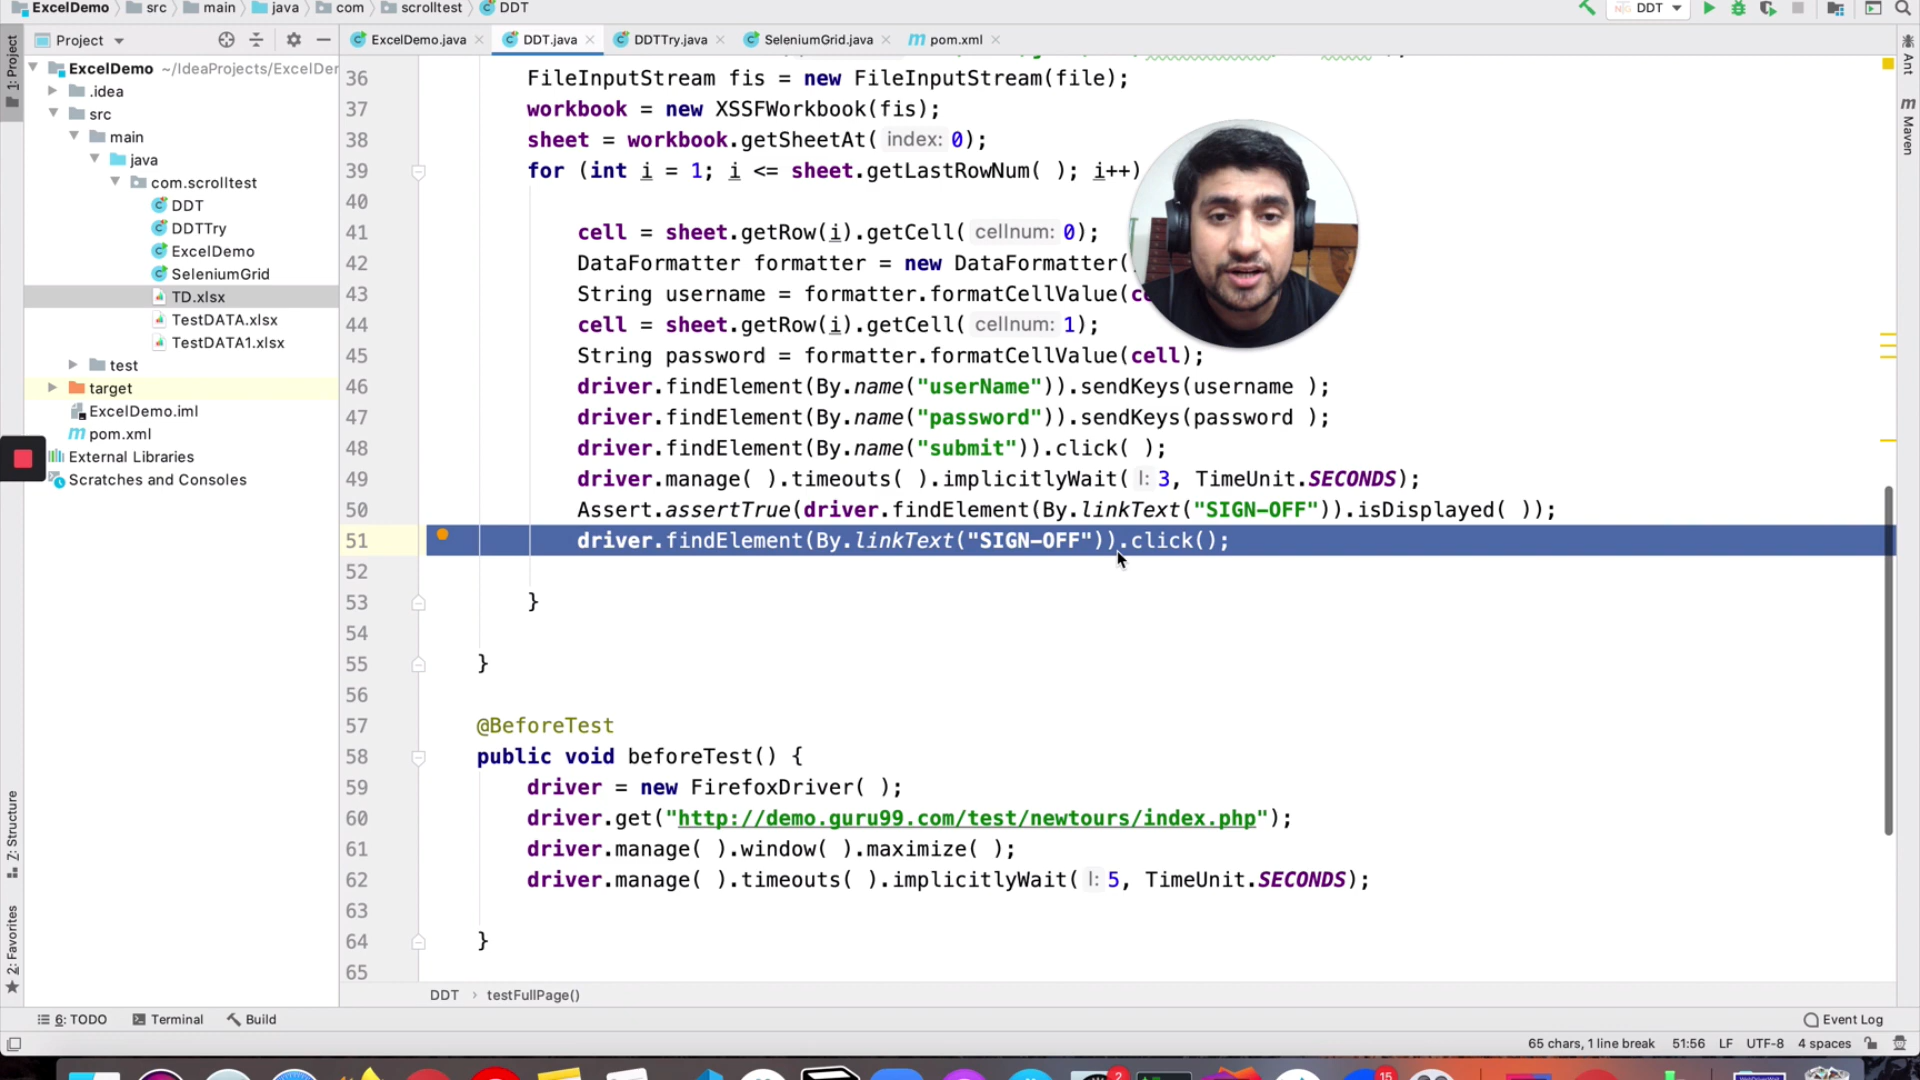 ExcelDemo src main java com scrolltest DDT
DDT
Project
ExcelDemo.java DDT.java DDTTry.java SeleniumGrid.java pom.xml
1: Project
ExcelDemo ~/IdeaProjects/ExcelDer
.idea
src
main
java
com.scrolltest
DDT
DDTTry
ExcelDemo
SeleniumGrid
TD.xlsx
TestDATA.xlsx
TestDATA1.xlsx
test
target
ExcelDemo.iml
pom.xml
External Libraries
Scratches and Consoles
36 FileInputStream fis = new FileInputStream(file);
37 workbook = new XSSFWorkbook(fis);
38 sheet = workbook.getSheetAt( index: 0);
39 for (int i = 1; i <= sheet.getLastRowNum( ); i++)
40
41 cell = sheet.getRow(i).getCell( cellnum: 0);
42 DataFormatter formatter = new DataFormatter(
43 String username = formatter.formatCellValue(
44 cell = sheet.getRow(i).getCell( cellnum: 1);
45 String password = formatter.formatCellValue(cell);
46 driver.findElement(By.name("userName")).sendKeys(username );
47 driver.findElement(By.name("password")).sendKeys(password );
48 driver.findElement(By.name("submit")).click( );
49 driver.manage( ).timeouts( ).implicitlyWait( l: 3, TimeUnit.SECONDS);
50 Assert.assertTrue(driver.findElement(By.linkText("SIGN-OFF")).isDisplayed( ));
51 driver.findElement(By.linkText("SIGN-OFF")).click();
52
53 }
54
55 }
56
57 @BeforeTest
58 public void beforeTest() {
59 driver = new FirefoxDriver( );
60 driver.get("http://demo.guru99.com/test/newtours/index.php");
61 driver.manage( ).window( ).maximize( );
62 driver.manage( ).timeouts( ).implicitlyWait( l: 5, TimeUnit.SECONDS);
63
64 }
65
Ant
m Maven
7: Structure
2: Favorites
DDT testFullPage()
6: TODO Terminal Build Event Log
65 chars, 1 line break 51:56 LF UTF-8 4 spaces
2
15